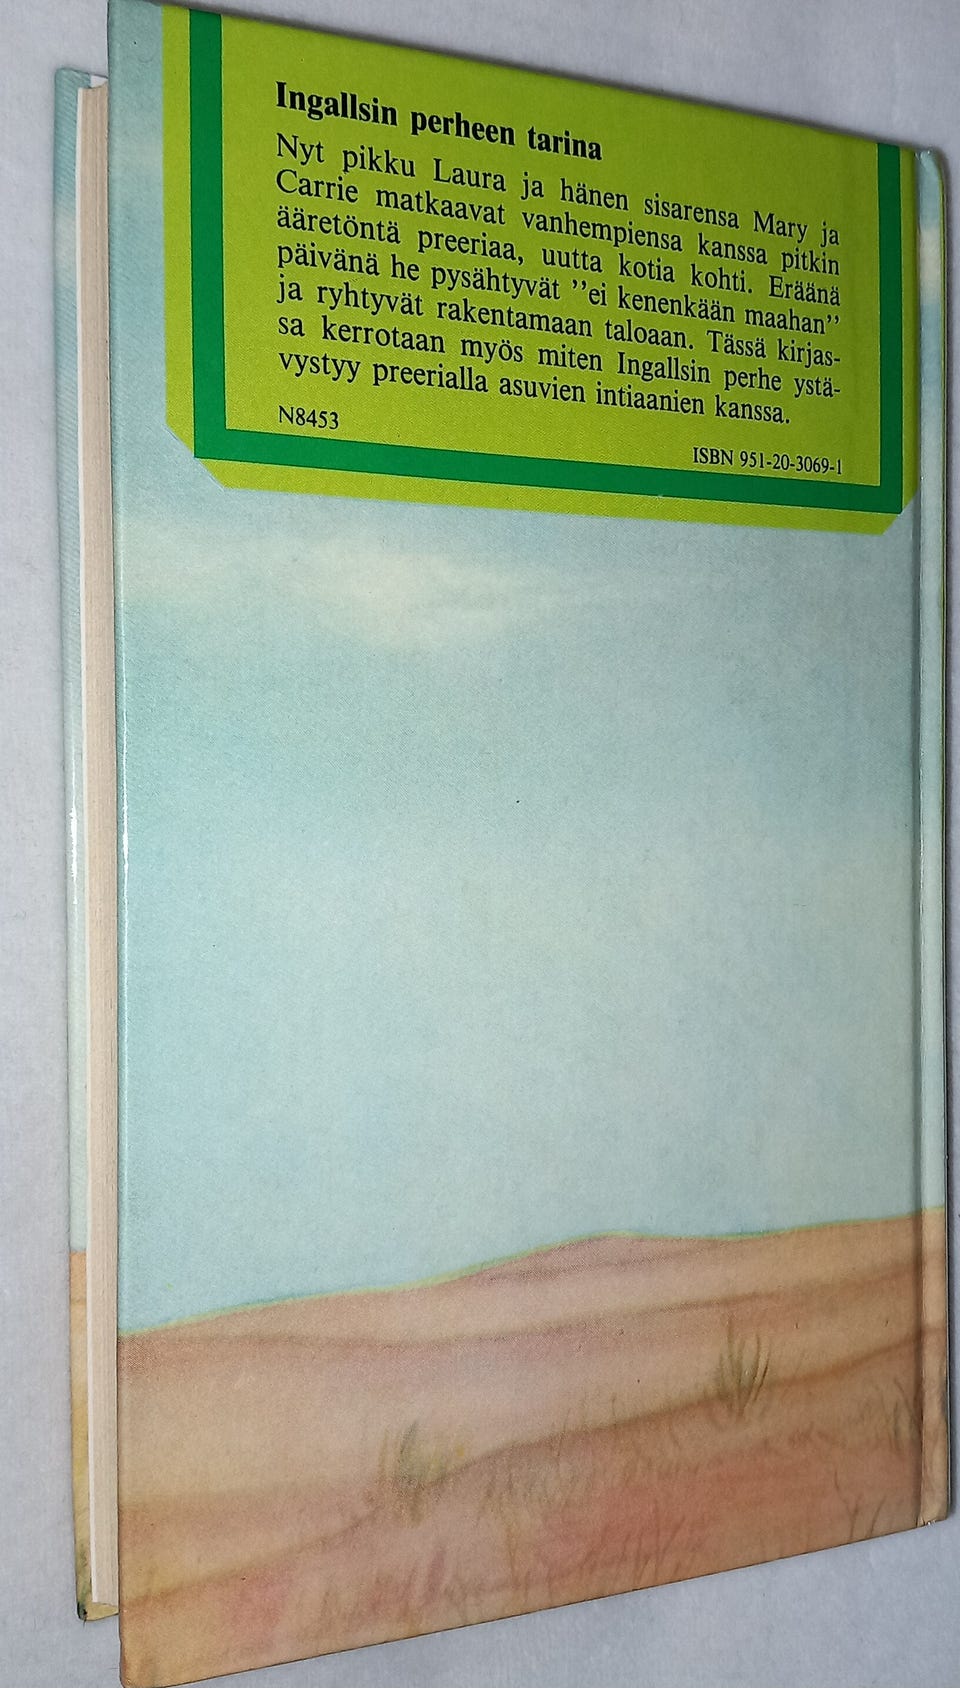 Ingallsin perheen tarina
Nyt pikku Laura ja hänen sisarensa Mary ja
Carrie matkaavat vanhempiensa kanssa pitkin
ääretöntä preeriaa, uutta kotia kohti. Eräänä
päivänä he pysähtyvät ”ei kenenkään maahan”
ja ryhtyvät rakentamaan taloaan. Tässä kirjas-
sa kerrotaan myös miten Ingallsin perhe ystä-
vystyy preerialla asuvien intiaanien kanssa.
N8453
ISBN 951-20-3069-1